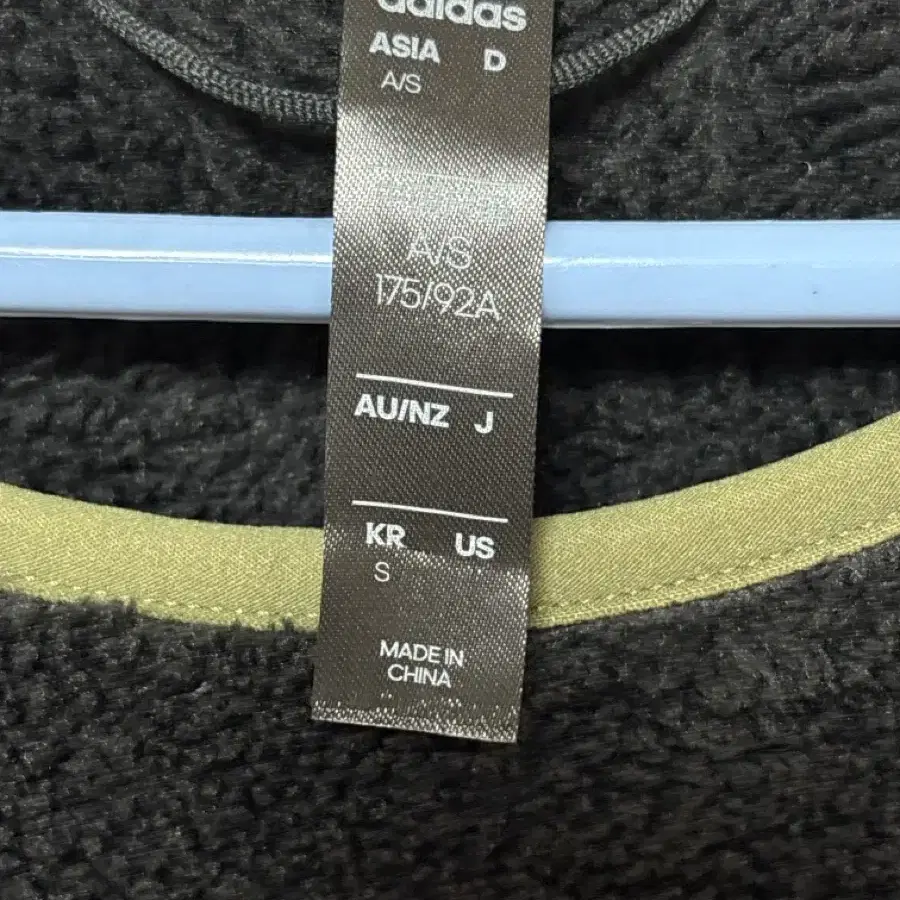 adidas
ASIA D
A/S
A/S
175/92A
AU/NZ J
KR US
S
MADE IN
CHINA